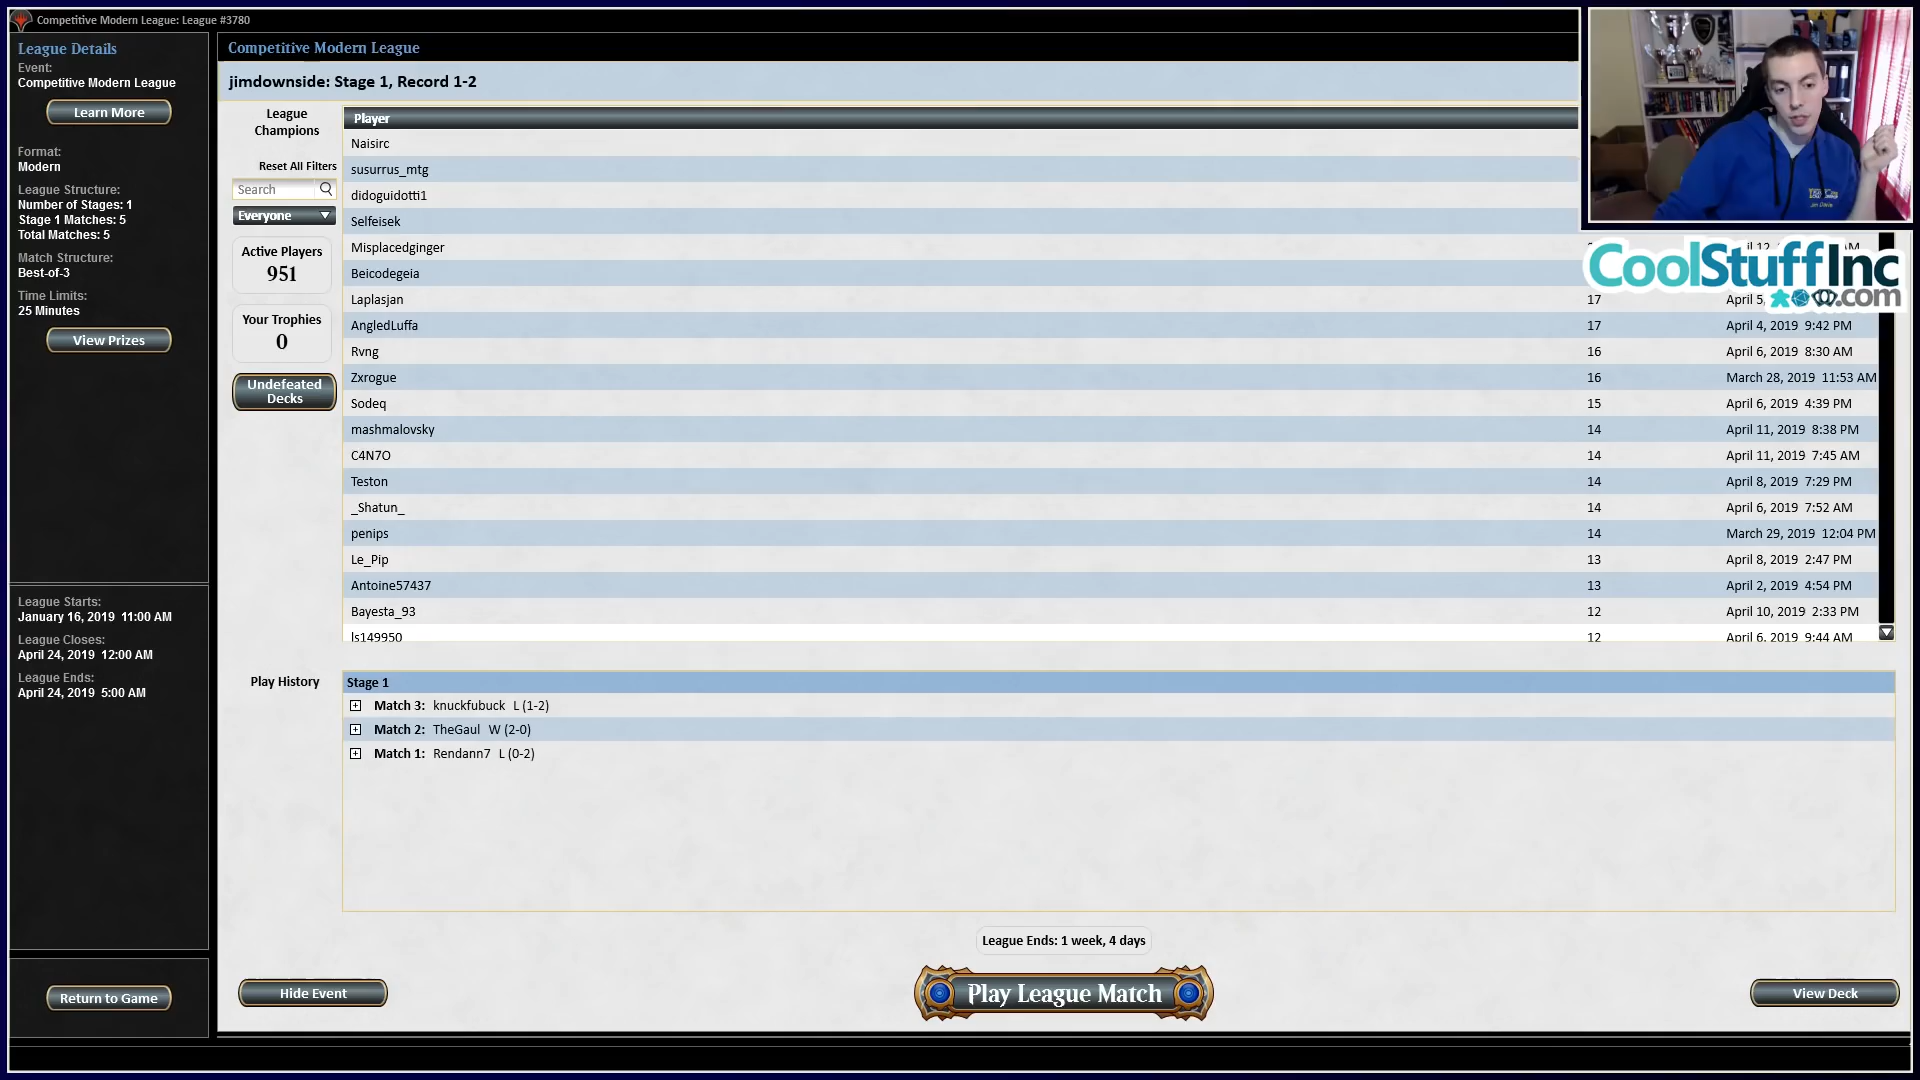 Competitive Modern League: League #3780
League Details
Event:
Competitive Modern League
Learn More
Format:
Modern
League Structure:
Number of Stages: 1
Stage 1 Matches: 5
Total Matches: 5
Match Structure:
Best-of-3
Time Limits:
25 Minutes
View Prizes
League Starts:
January 16, 2019 11:00 AM
League Closes:
April 24, 2019 12:00 AM
League Ends:
April 24, 2019 5:00 AM
Return to Game
Competitive Modern League
jimdownside: Stage 1, Record 1-2
League
Champions
Reset All Filters
Search
Everyone
Active Players
951
Your Trophies
0
Undefeated
Decks
Player
Naisirc
susurrus_mtg
didoguidotti1
Selfeisek
Misplacedginger
Beicodegeia
Laplasjan 17 April 5,
AngledLuffa 17 April 4, 2019 9:42 PM
Rvng 16 April 6, 2019 8:30 AM
Zxrogue 16 March 28, 2019 11:53 AM
Sodeq 15 April 6, 2019 4:39 PM
mashmalovsky 14 April 11, 2019 8:38 PM
C4N7O 14 April 11, 2019 7:45 AM
Teston 14 April 8, 2019 7:29 PM
_Shatun_ 14 April 6, 2019 7:52 AM
penips 14 March 29, 2019 12:04 PM
Le_Pip 13 April 8, 2019 2:47 PM
Antoine57437 13 April 2, 2019 4:54 PM
Bayesta_93 12 April 10, 2019 2:33 PM
ls149950 12 April 6, 2019 9:44 AM
CoolStuffInc
.com
Play History
Stage 1
Match 3: knuckfubuck L (1-2)
Match 2: TheGaul W (2-0)
Match 1: Rendann7 L (0-2)
League Ends: 1 week, 4 days
Hide Event
Play League Match
View Deck